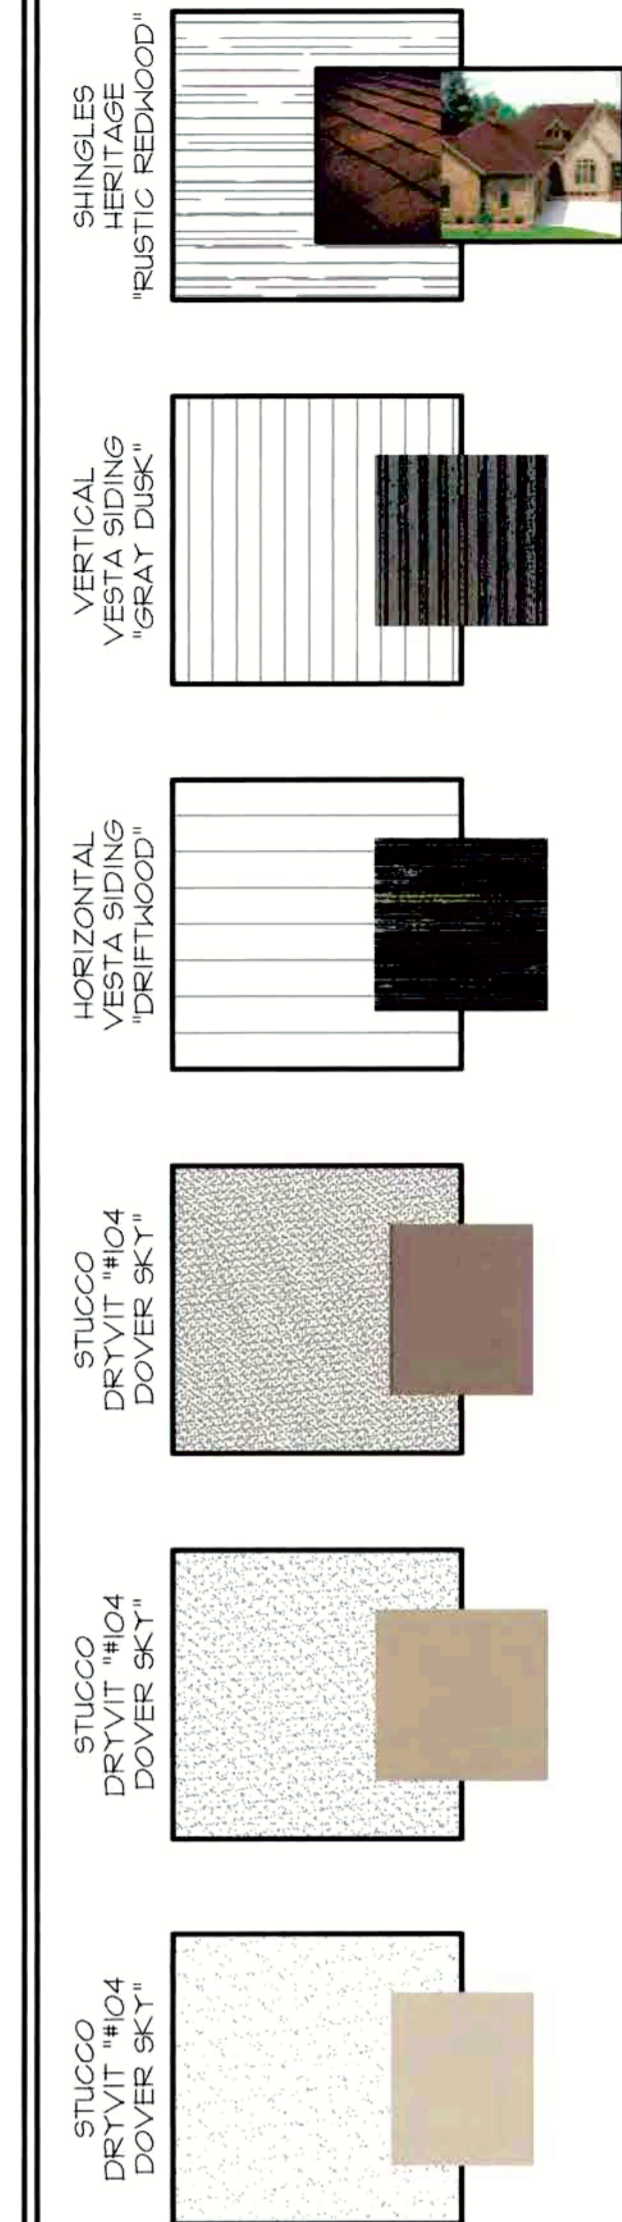 STUCCO
DRYVIT "#104
DOVER SKY"
STUCCO
DRYVIT "#104
DOVER SKY"
STUCCO
DRYVIT "#104
DOVER SKY"
HORIZONTAL
VESTA SIDING
"DRIFTWOOD"
VERTICAL
VESTA SIDING
"GRAY DUSK"
SHINGLES
HERITAGE
"RUSTIC REDWOOD"